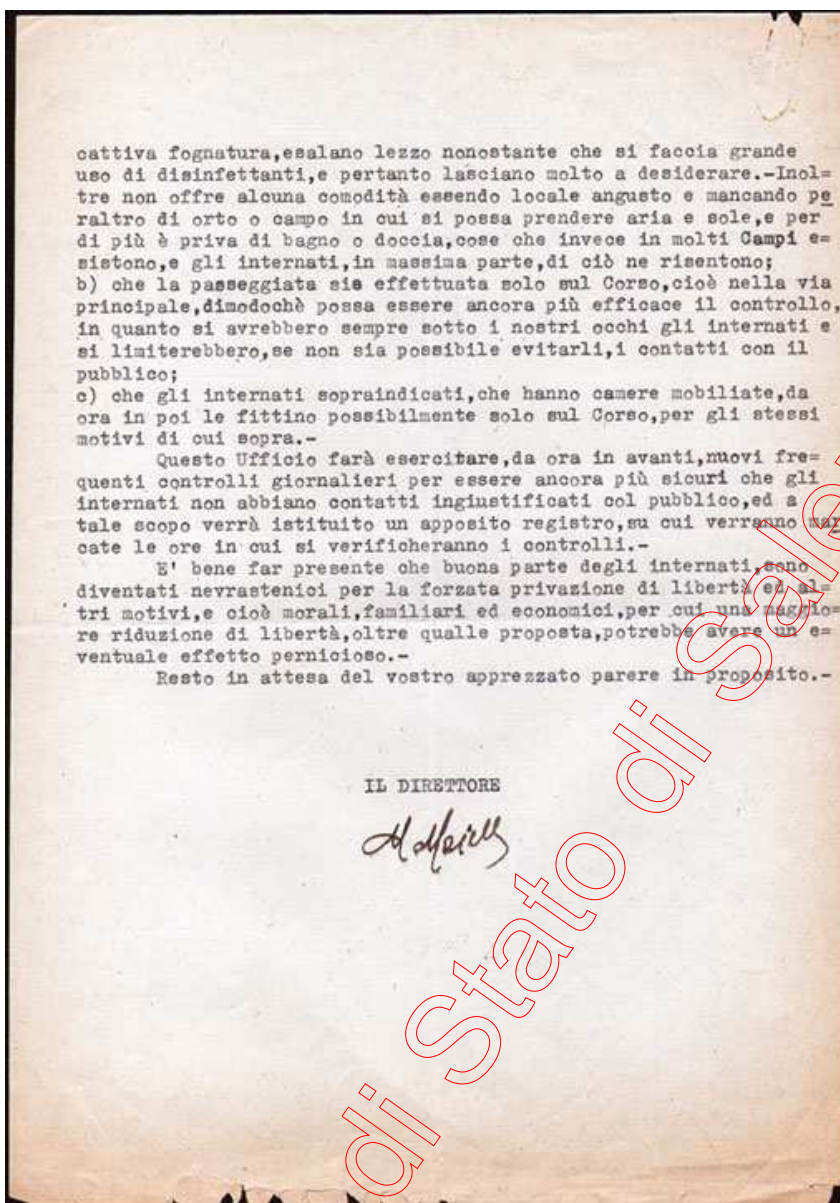 cattiva fognatura,esalano lezzo nonostante che si faccia grande
uso di disinfettanti,e pertanto lasciano molto a desiderare.-Inol=
tre non offre alcuna comodità essendo locale angusto e mancando pe
raltro di orto o campo in cui si possa prendere aria e sole,e per
di più è priva di bagno o doccia,cose che invece in molti Campi e=
sistono,e gli internati,in massima parte,di ciò ne risentono;
b) che la passeggiata sia effettuata solo sul Corso,cioè nella via
principale,dimodochè possa essere ancora più efficace il controllo,
in quanto si avrebbero sempre sotto i nostri occhi gli internati e
si limiterebbero,se non sia possibile evitarli,i contatti con il
pubblico;
c) che gli internati sopraindicati,che hanno camere mobiliate,da
ora in poi le fittino possibilmente solo sul Corso,per gli stessi
motivi di cui sopra.-
Questo Ufficio farà esercitare,da ora in avanti,nuovi fre=
quenti controlli giornalieri per essere ancora più sicuri che gli
internati non abbiano contatti ingiustificati col pubblico,ed a
tale scopo verrà istituito un apposito registro,su cui verranno mar
cate le ore in cui si verificheranno i controlli.-
E' bene far presente che buona parte degli internati,sono
diventati nevrastenici per la forzata privazione di libertà ed al=
tri motivi,e cioè morali,familiari ed economici,per cui una maggio=
re riduzione di libertà,oltre qualle proposta,potrebbe avere un e=
ventuale effetto pernicioso.-
Resto in attesa del vostro apprezzato parere in proposito.-
IL DIRETTORE
di Stato di Sale